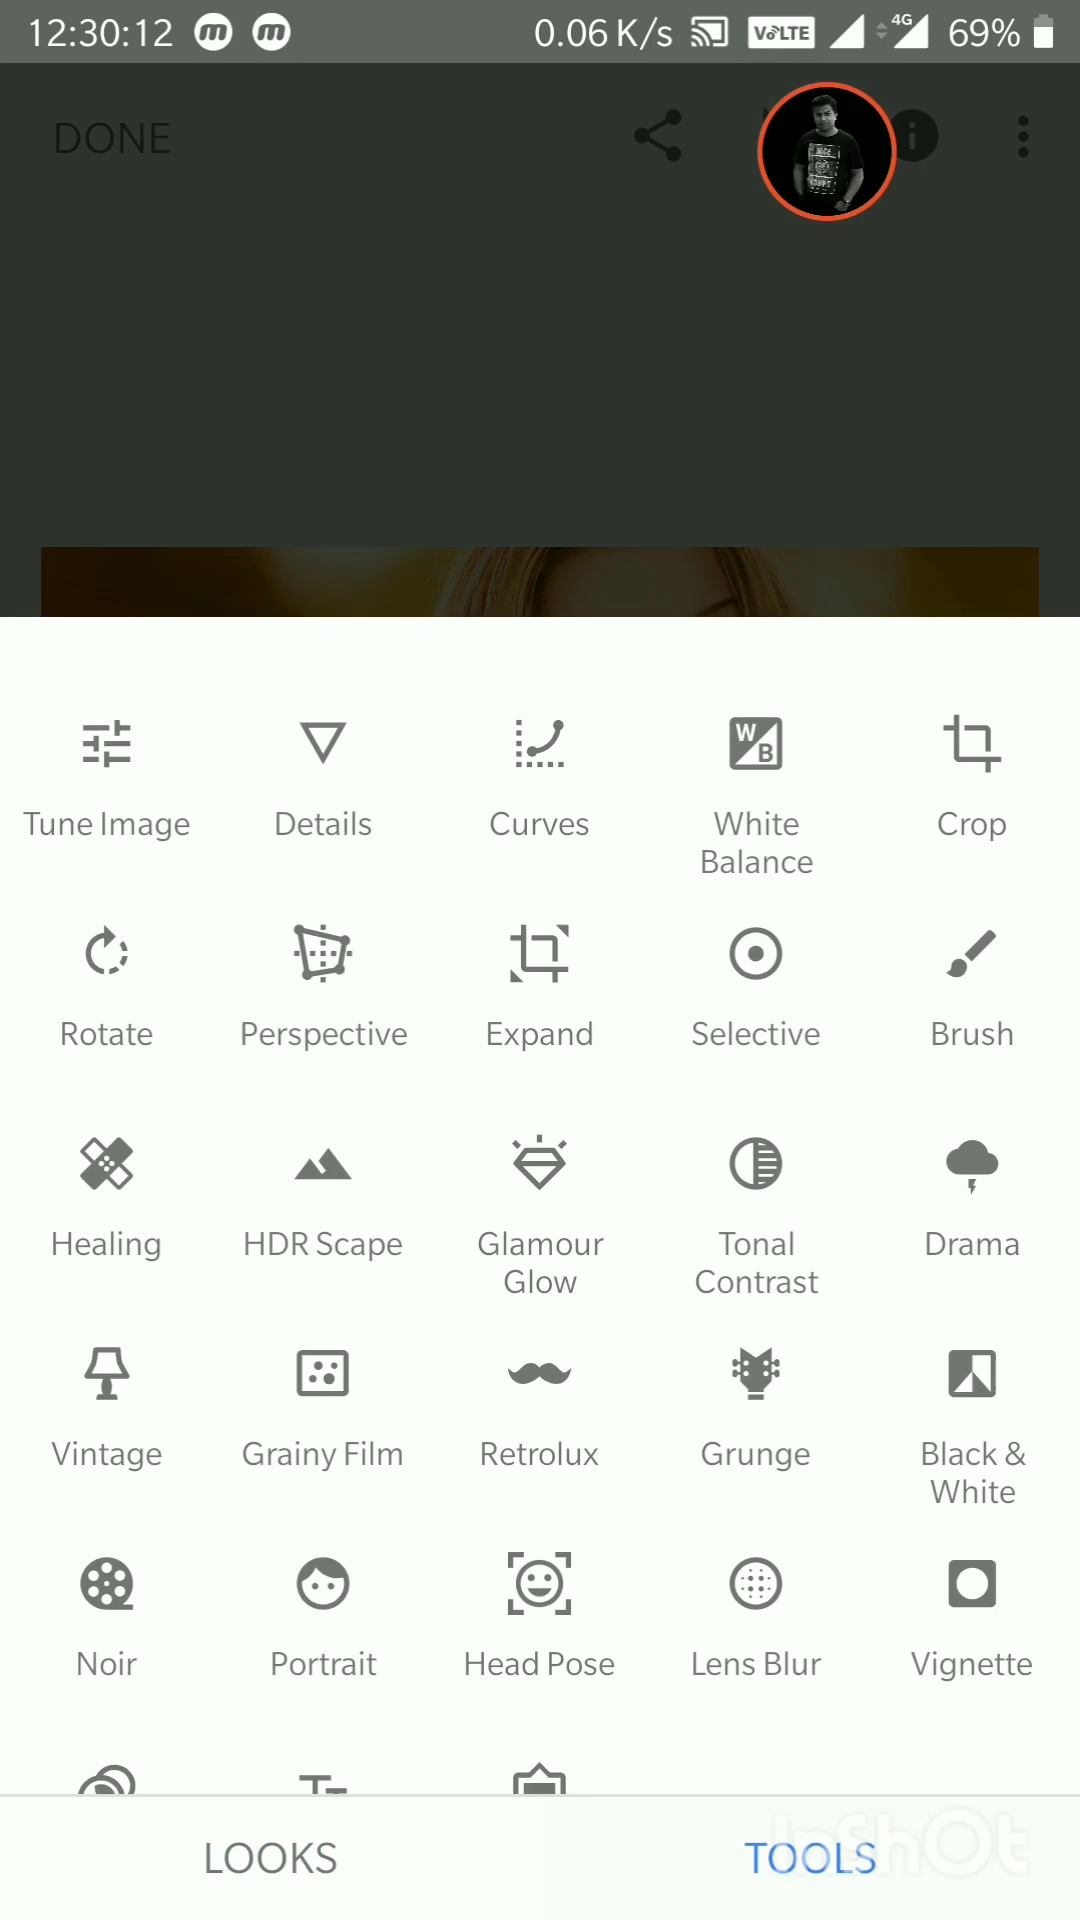 12:30:12 m m 0.06 K/s VoLTE 4G 69%
DONE
Tune Image Details Curves White Balance Crop
Rotate Perspective Expand Selective Brush
Healing HDR Scape Glamour Glow Tonal Contrast Drama
Vintage Grainy Film Retrolux Grunge Black & White
Noir Portrait Head Pose Lens Blur Vignette
LOOKS TOOLS
InShOt